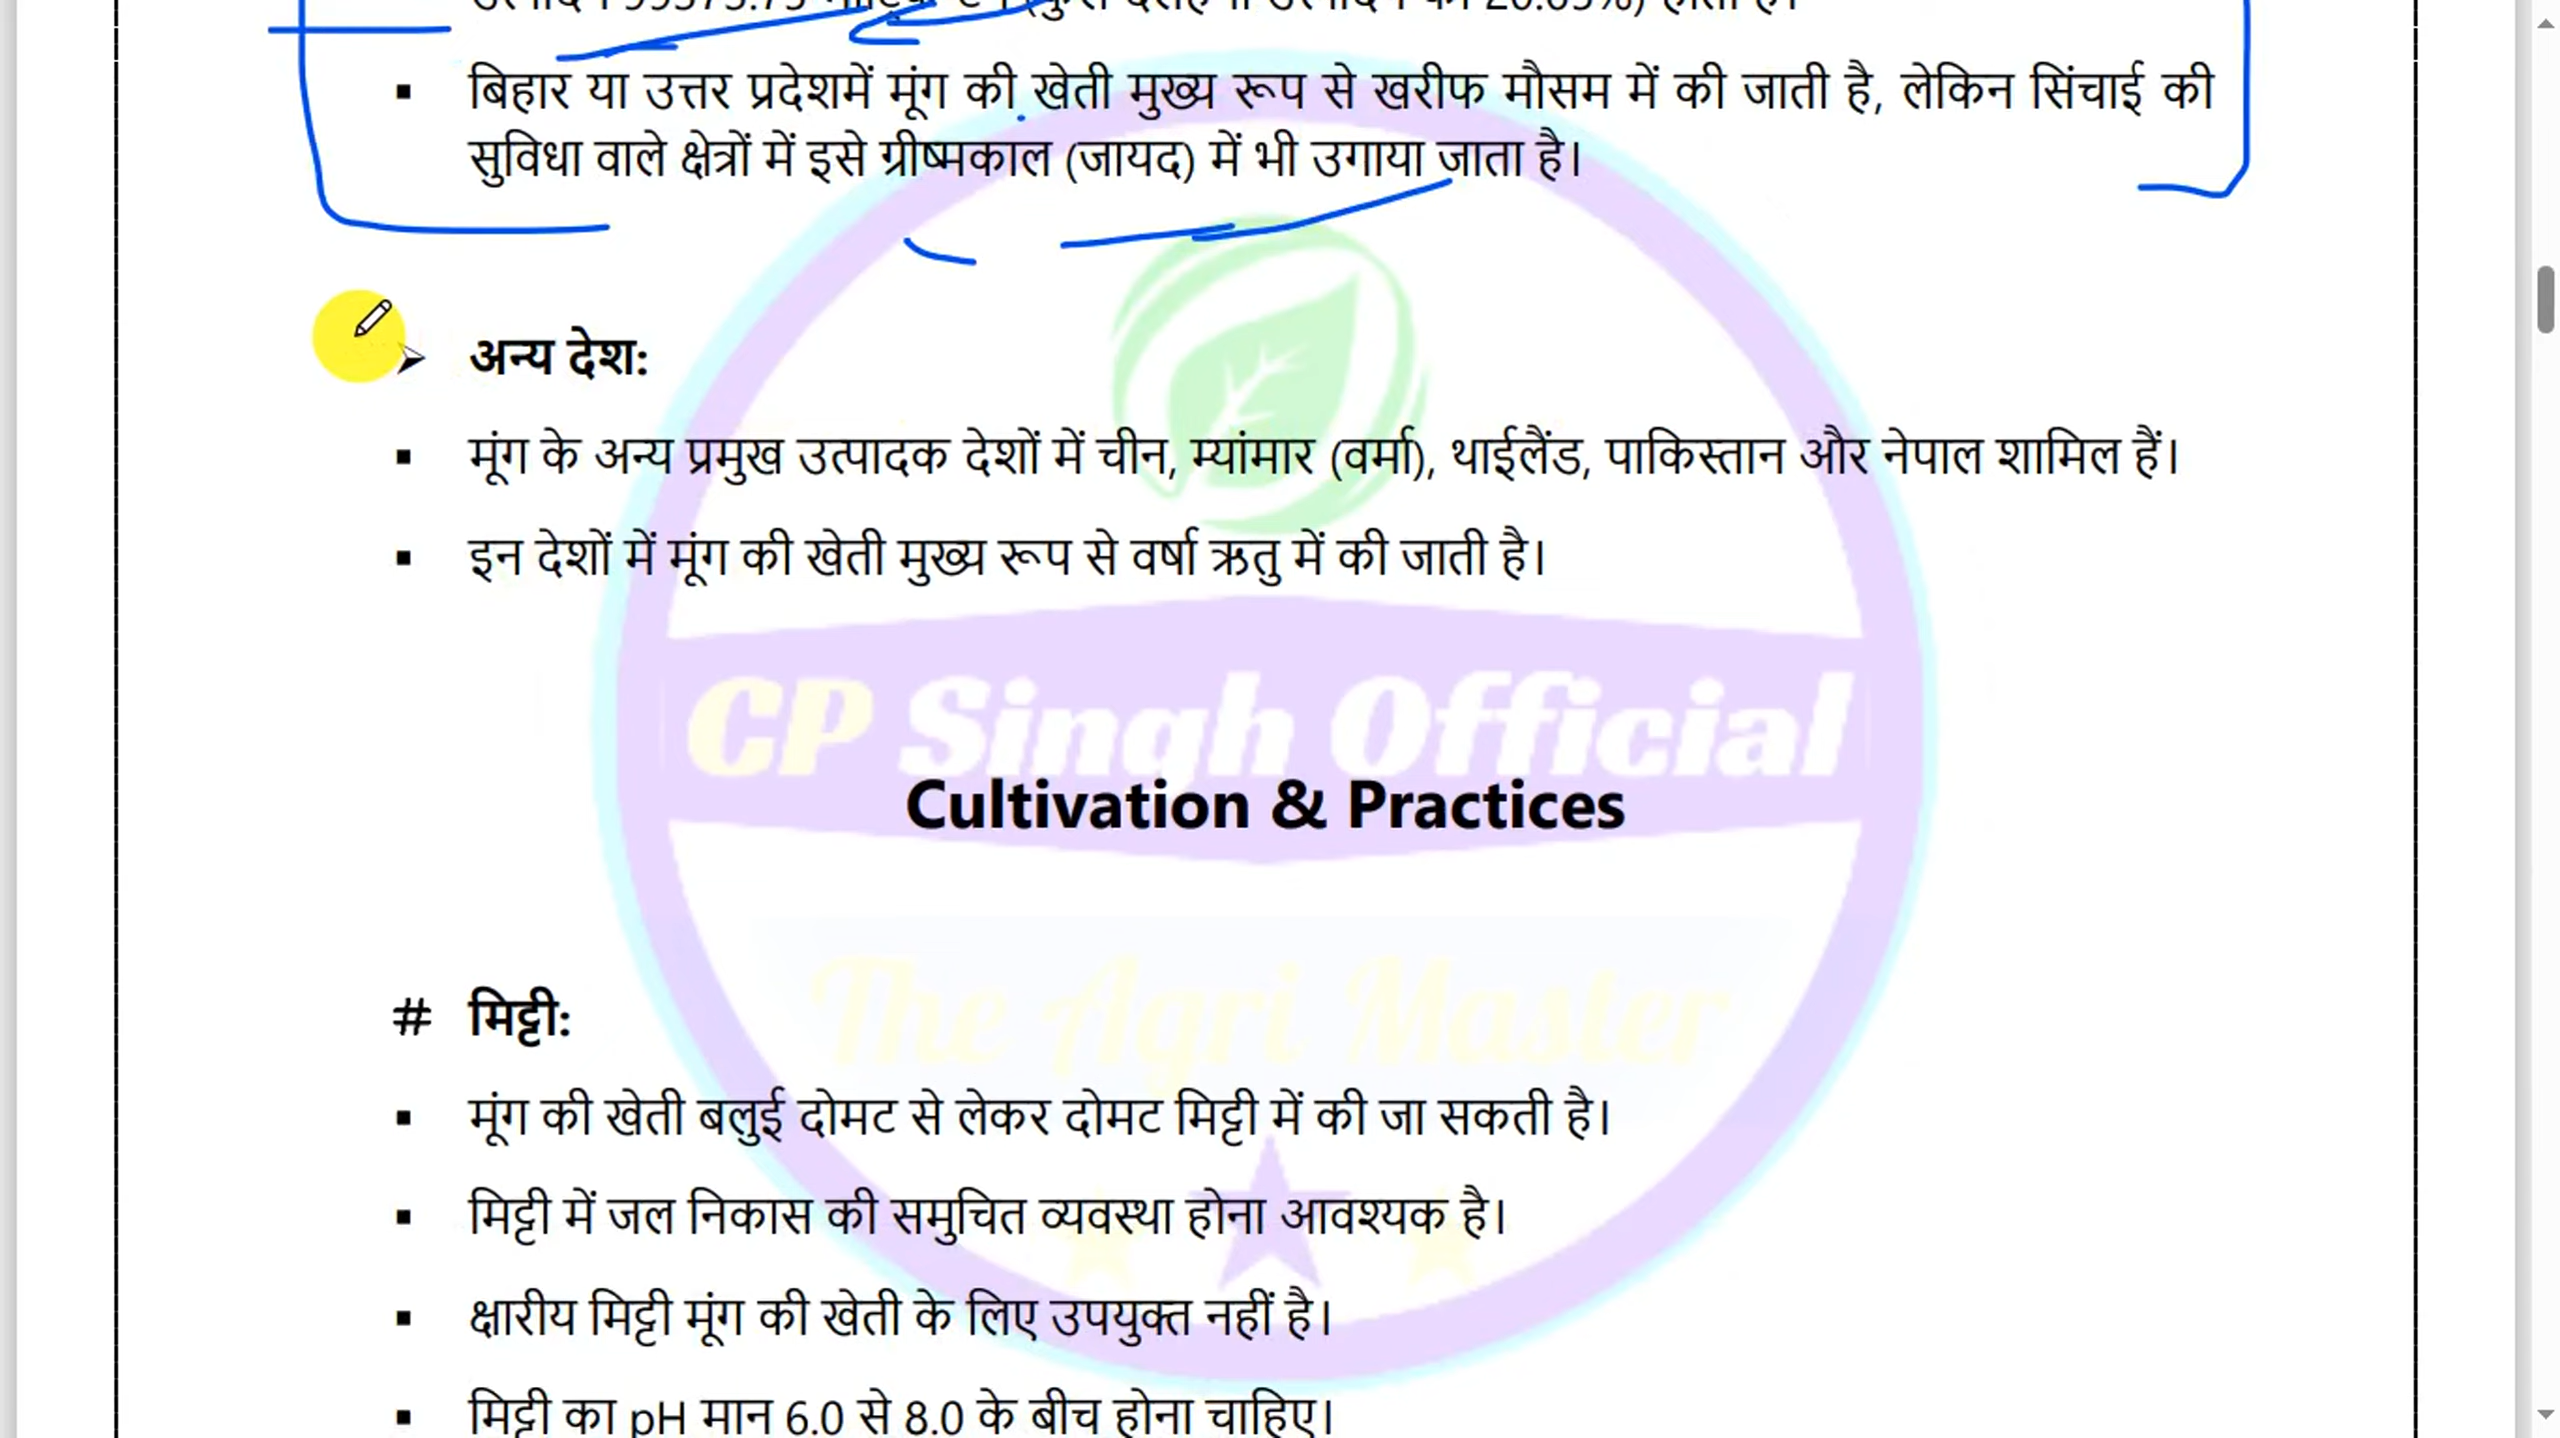 बिहार या उत्तर प्रदेशमें मूंग की खेती मुख्य रूप से खरीफ मौसम में की जाती है, लेकिन सिंचाई की
सुविधा वाले क्षेत्रों में इसे ग्रीष्मकाल (जायद) में भी उगाया जाता है।
अन्य देश:
मूंग के अन्य प्रमुख उत्पादक देशों में चीन, म्यांमार (वर्मा), थाईलैंड, पाकिस्तान और नेपाल शामिल हैं।
इन देशों में मूंग की खेती मुख्य रूप से वर्षा ऋतु में की जाती है।
CP Singh Official
Cultivation & Practices
The Agri Master
# मिट्टी:
मूंग की खेती बलुई दोमट से लेकर दोमट मिट्टी में की जा सकती है।
मिट्टी में जल निकास की समुचित व्यवस्था होना आवश्यक है।
क्षारीय मिट्टी मूंग की खेती के लिए उपयुक्त नहीं है।
मिट्टी का pH मान 6.0 से 8.0 के बीच होना चाहिए।